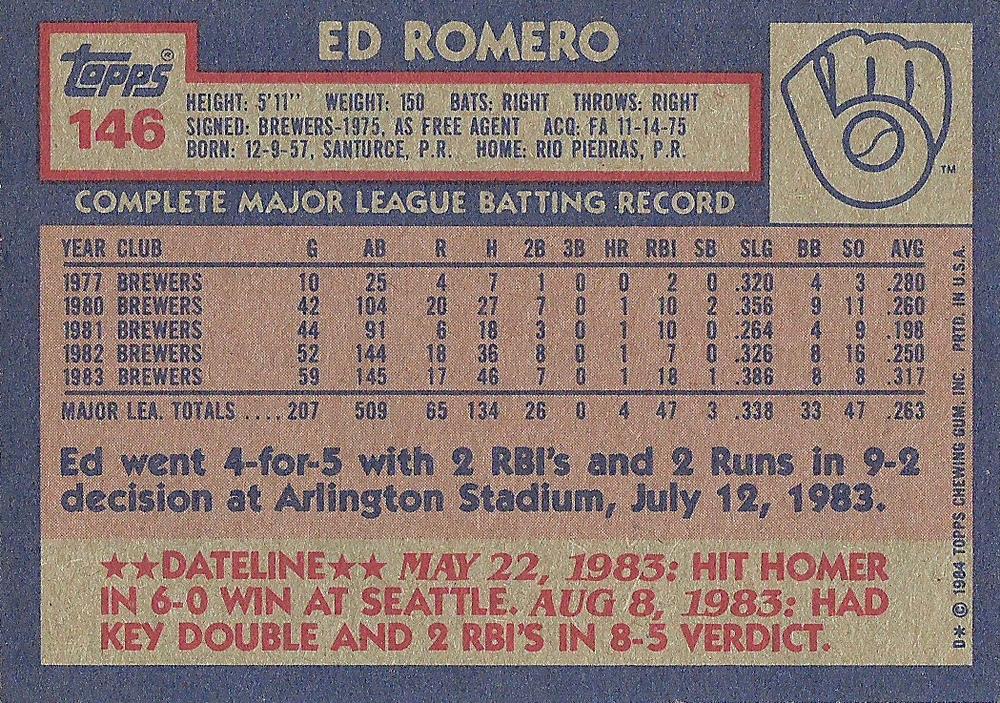 ED ROMERO
Topps®
146
HEIGHT: 5'11" WEIGHT: 150 BATS: RIGHT THROWS: RIGHT
SIGNED: BREWERS-1975, AS FREE AGENT ACQ: FA 11-14-75
BORN: 12-9-57, SANTURCE, P.R. HOME: RIO PIEDRAS, P.R.
TM
COMPLETE MAJOR LEAGUE BATTING RECORD
YEAR CLUB G AB R H 2B 3B HR RBI SB SLG BB SO AVG
1977 BREWERS 10 25 4 7 1 0 0 2 0 .320 4 3 .280
1980 BREWERS 42 104 20 27 7 0 1 10 2 .356 9 11 .260
1981 BREWERS 44 91 6 18 3 0 1 10 0 .264 4 9 .198
1982 BREWERS 52 144 18 36 8 0 1 7 0 .326 8 16 .250
1983 BREWERS 59 145 17 46 7 0 1 18 1 .386 8 8 .317
MAJOR LEA. TOTALS ....207 509 65 134 26 0 4 47 3 .338 33 47 .263
Ed went 4-for-5 with 2 RBI's and 2 Runs in 9-2
decision at Arlington Stadium, July 12, 1983.
★★DATELINE★★ MAY 22, 1983: HIT HOMER
IN 6-0 WIN AT SEATTLE. AUG 8, 1983: HAD
KEY DOUBLE AND 2 RBI'S IN 8-5 VERDICT.
D* © 1984 TOPPS CHEWING GUM, INC. PRTD. IN U.S.A.